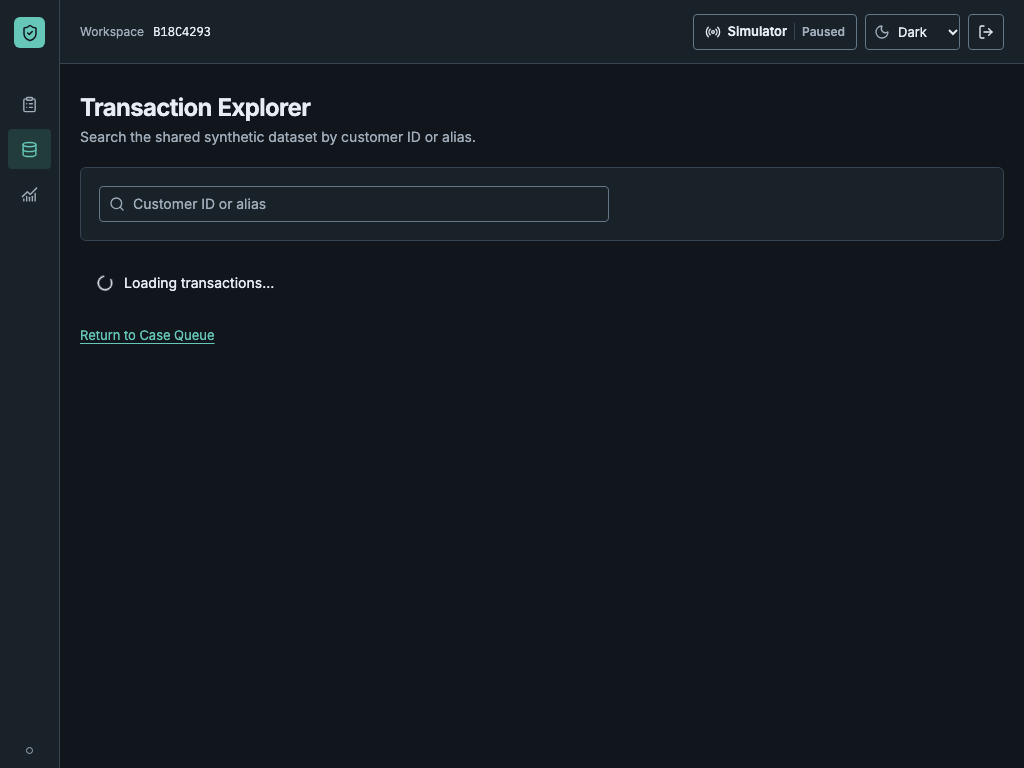 Workspace B18C4293
Simulator Paused
Dark
Transaction Explorer
Search the shared synthetic dataset by customer ID or alias.
Customer ID or alias
Loading transactions...
Return to Case Queue